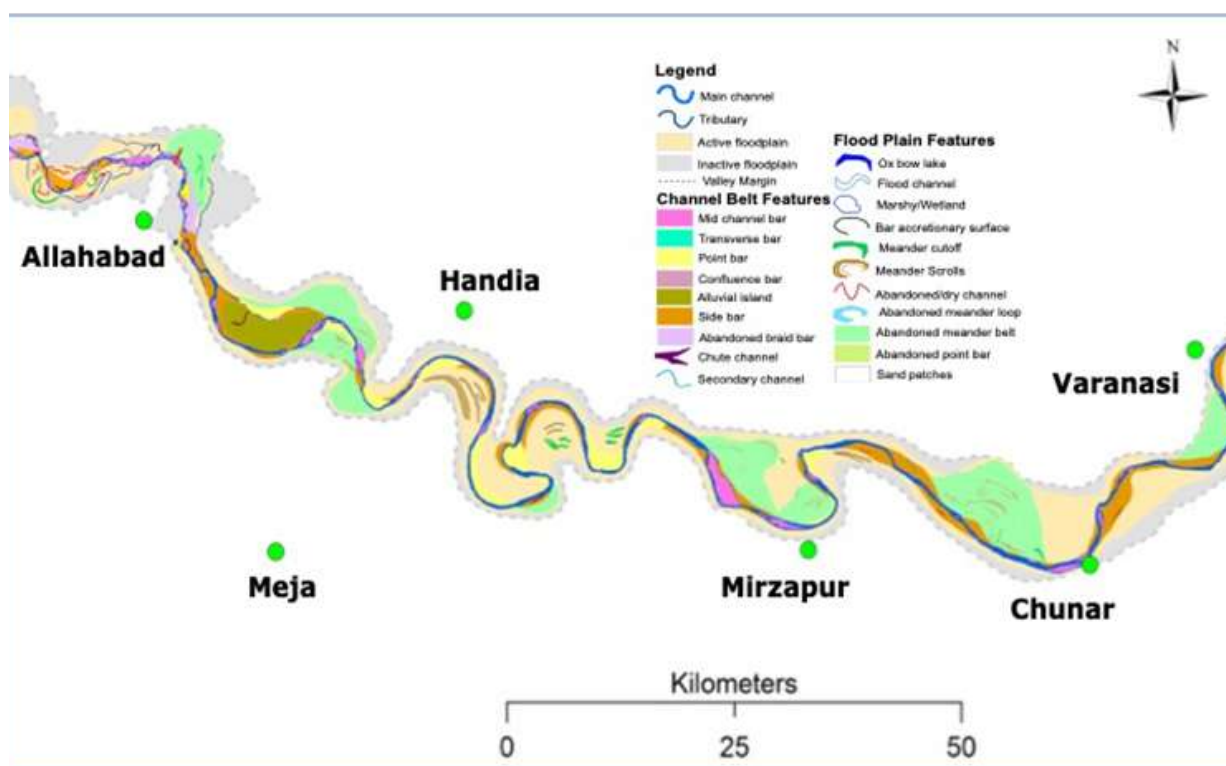 N
Legend
Main channel
Tributary
Active floodplain
Inactive floodplain
Valley Margin
Channel Belt Features
Mid channel bar
Transverse bar
Point bar
Confluence bar
Alluvial island
Side bar
Abandoned braid bar
Chute channel
Secondary channel
Flood Plain Features
Ox bow lake
Flood channel
Marshy/Wetland
Bar accretionary surface
Meander cutoff
Meander Scrolls
Abandoned/dry channel
Abandoned meander loop
Abandoned meander belt
Abandoned point bar
Sand patches
Allahabad
Handia
Varanasi
Meja
Mirzapur
Chunar
Kilometers
0 25 50